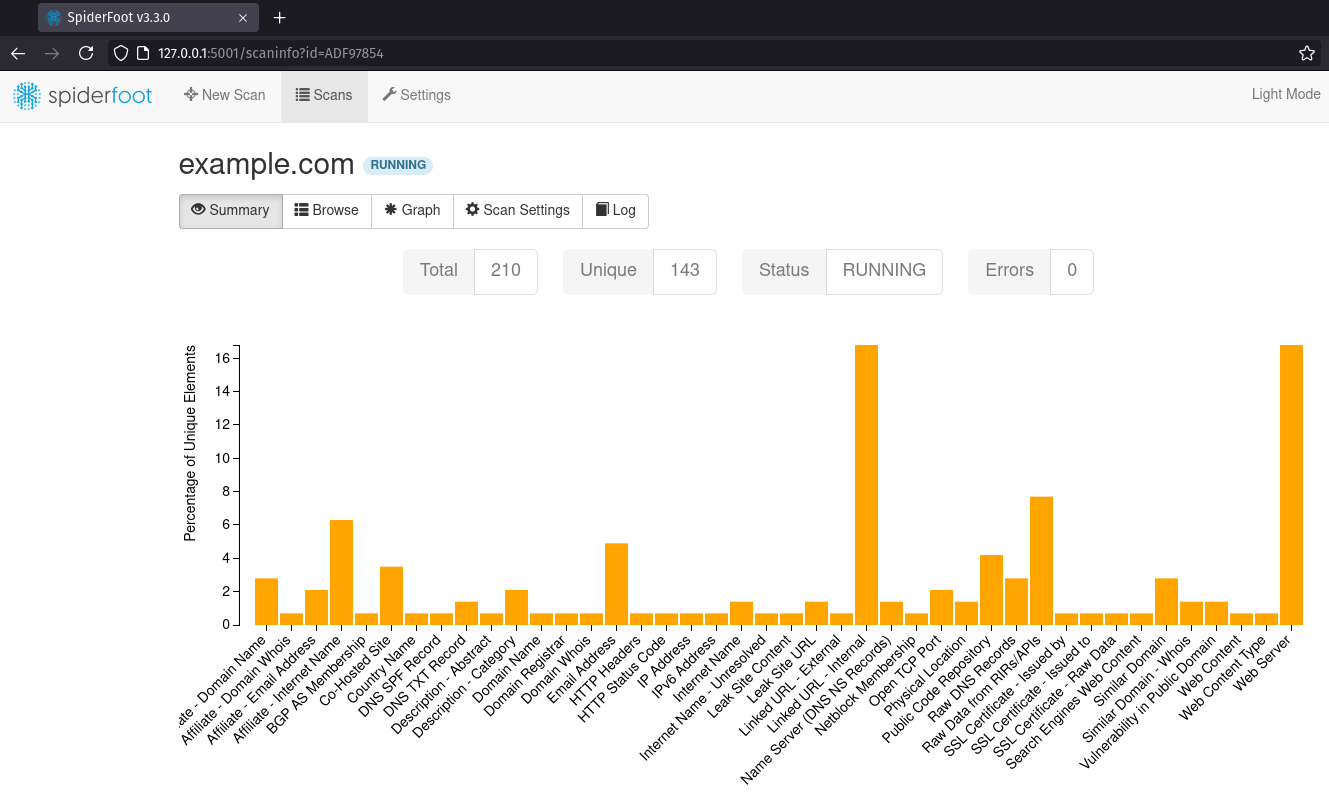 SpiderFoot v3.3.0
127.0.0.1:5001/scaninfo?id=ADF97854
spiderfoot
New Scan
Scans
Settings
Light Mode
example.com RUNNING
Summary
Browse
Graph
Scan Settings
Log
Total 210
Unique 143
Status RUNNING
Errors 0
Percentage of Unique Elements
16
14
12
10
8
6
4
2
0
ate - Domain Name
Affiliate - Domain Whois
Affiliate - Email Address
Affiliate - Internet Name
BGP AS Membership
Co-Hosted Site
Country Name
DNS SPF Record
DNS TXT Record
Description - Abstract
Description - Category
Domain Name
Domain Registrar
Domain Whois
Email Address
HTTP Headers
HTTP Status Code
IP Address
IPv6 Address
Internet Name
Internet Name - Unresolved
Leak Site Content
Leak Site URL
Linked URL - External
Linked URL - Internal
Name Server (DNS NS Records)
Netblock Membership
Open TCP Port
Physical Location
Public Code Repository
Raw DNS Records
Raw Data from RIRs/APIs
SSL Certificate - Issued by
SSL Certificate - Issued to
SSL Certificate - Raw Data
Search Engines Web Content
Similar Domain
Similar Domain - Whois
Vulnerability in Public Domain
Web Content
Web Content Type
Web Server